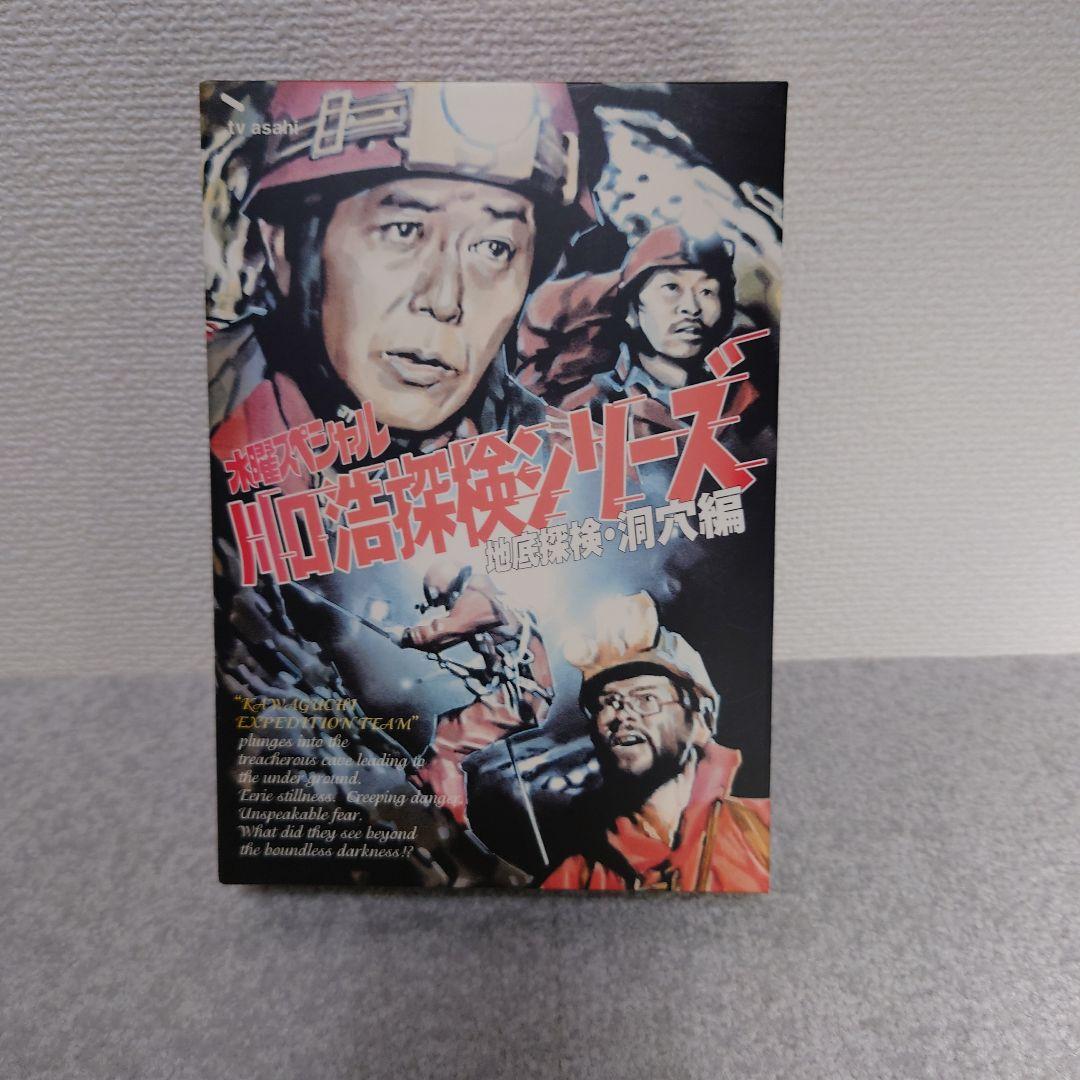 tv asahi
水曜スペシャル
川口浩探検シリーズ
地底探検・洞穴編
"KAWAGUCHI
EXPEDITION TEAM"
plunges into the
treacherous cave leading to
the under ground.
Eerie stillness. Creeping danger.
Unspeakable fear.
What did they see beyond
the boundless darkness!?